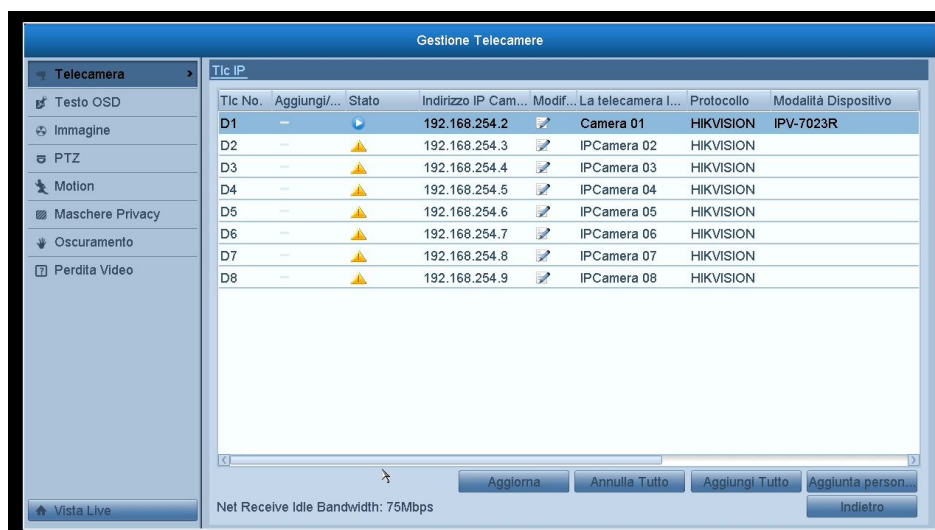 Gestione Telecamere
Telecamera
Testo OSD
Immagine
PTZ
Motion
Maschere Privacy
Oscuramento
Perdita Video
Vista Live
Tlc IP
Tlc No. Aggiungi/... Stato Indirizzo IP Cam... Modif... La telecamera I... Protocollo Modalità Dispositivo
D1 192.168.254.2 Camera 01 HIKVISION IPV-7023R
D2 192.168.254.3 IPCamera 02 HIKVISION
D3 192.168.254.4 IPCamera 03 HIKVISION
D4 192.168.254.5 IPCamera 04 HIKVISION
D5 192.168.254.6 IPCamera 05 HIKVISION
D6 192.168.254.7 IPCamera 06 HIKVISION
D7 192.168.254.8 IPCamera 07 HIKVISION
D8 192.168.254.9 IPCamera 08 HIKVISION
Aggiorna Annulla Tutto Aggiungi Tutto Aggiunta person...
Net Receive Idle Bandwidth: 75Mbps
Indietro